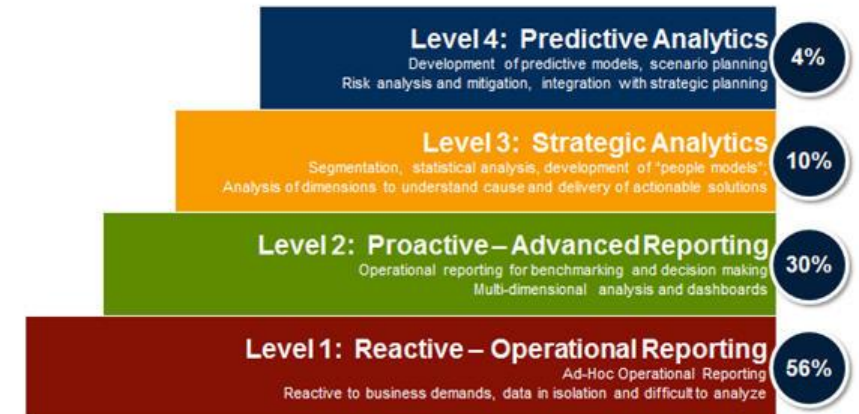 Level 4: Predictive Analytics
Development of predictive models, scenario planning
Risk analysis and mitigation, integration with strategic planning
4%
Level 3: Strategic Analytics
Segmentation, statistical analysis, development of "people models";
Analysis of dimensions to understand cause and delivery of actionable solutions
10%
Level 2: Proactive – Advanced Reporting
Operational reporting for benchmarking and decision making
Multi-dimensional analysis and dashboards
30%
Level 1: Reactive – Operational Reporting
Ad-Hoc Operational Reporting
Reactive to business demands, data in isolation and difficult to analyze
56%